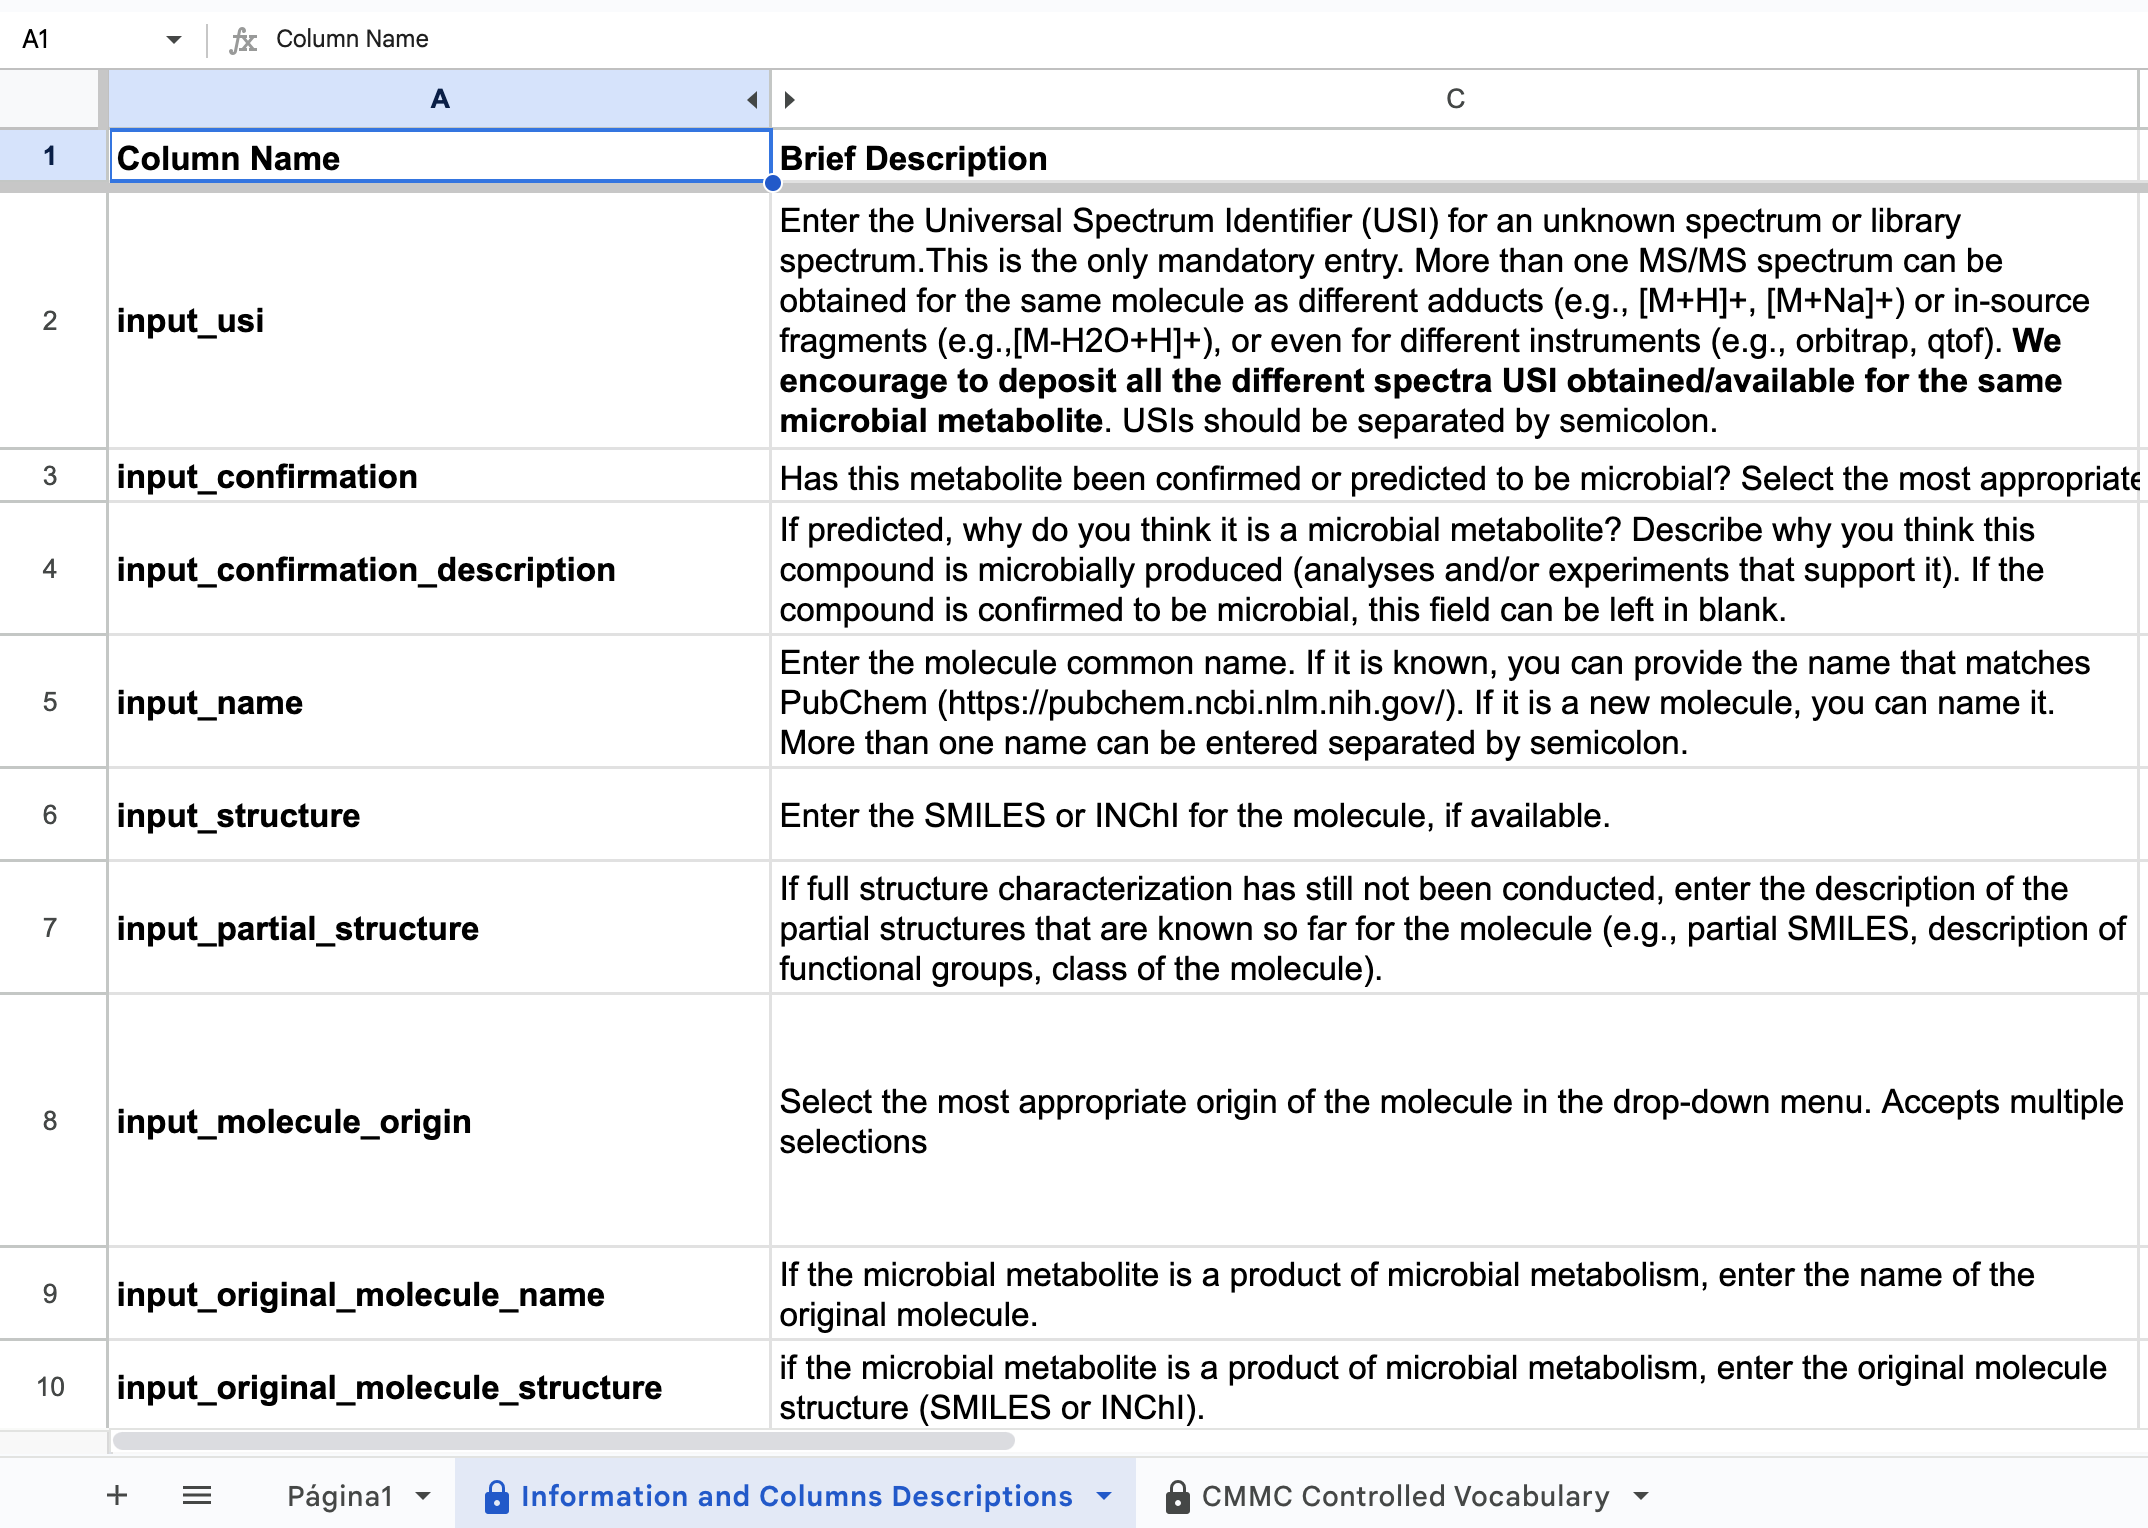 A1
fx Column Name
A
C
1
Column Name
Brief Description
2
input_usi
Enter the Universal Spectrum Identifier (USI) for an unknown spectrum or library
spectrum.This is the only mandatory entry. More than one MS/MS spectrum can be
obtained for the same molecule as different adducts (e.g., [M+H]+, [M+Na]+) or in-source
fragments (e.g.,[M-H2O+H]+), or even for different instruments (e.g., orbitrap, qtof). We
encourage to deposit all the different spectra USI obtained/available for the same
microbial metabolite. USIs should be separated by semicolon.
3
input_confirmation
Has this metabolite been confirmed or predicted to be microbial? Select the most appropriate
4
input_confirmation_description
If predicted, why do you think it is a microbial metabolite? Describe why you think this
compound is microbially produced (analyses and/or experiments that support it). If the
compound is confirmed to be microbial, this field can be left in blank.
5
input_name
Enter the molecule common name. If it is known, you can provide the name that matches
PubChem (https://pubchem.ncbi.nlm.nih.gov/). If it is a new molecule, you can name it.
More than one name can be entered separated by semicolon.
6
input_structure
Enter the SMILES or INChI for the molecule, if available.
7
input_partial_structure
If full structure characterization has still not been conducted, enter the description of the
partial structures that are known so far for the molecule (e.g., partial SMILES, description of
functional groups, class of the molecule).
8
input_molecule_origin
Select the most appropriate origin of the molecule in the drop-down menu. Accepts multiple
selections
9
input_original_molecule_name
If the microbial metabolite is a product of microbial metabolism, enter the name of the
original molecule.
10
input_original_molecule_structure
if the microbial metabolite is a product of microbial metabolism, enter the original molecule
structure (SMILES or INChI).
Página1
Information and Columns Descriptions
CMMC Controlled Vocabulary